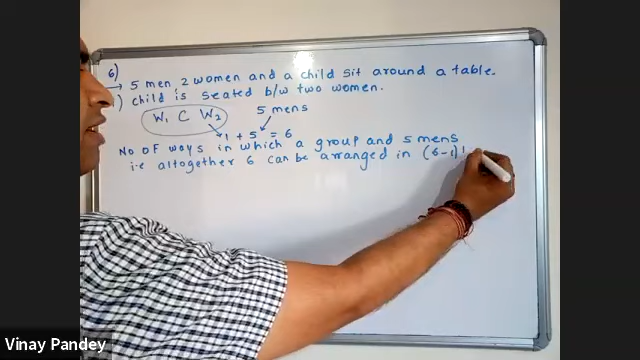 6)
→ 5 men, 2 women and a child sit around a table.
) child is seated b/w two women.
5 mens
W₁ C W₂
1 + 5 = 6
No OF ways in which a group and 5 mens
i.e altogether 6 can be arranged in (6-1)!
Vinay Pandey